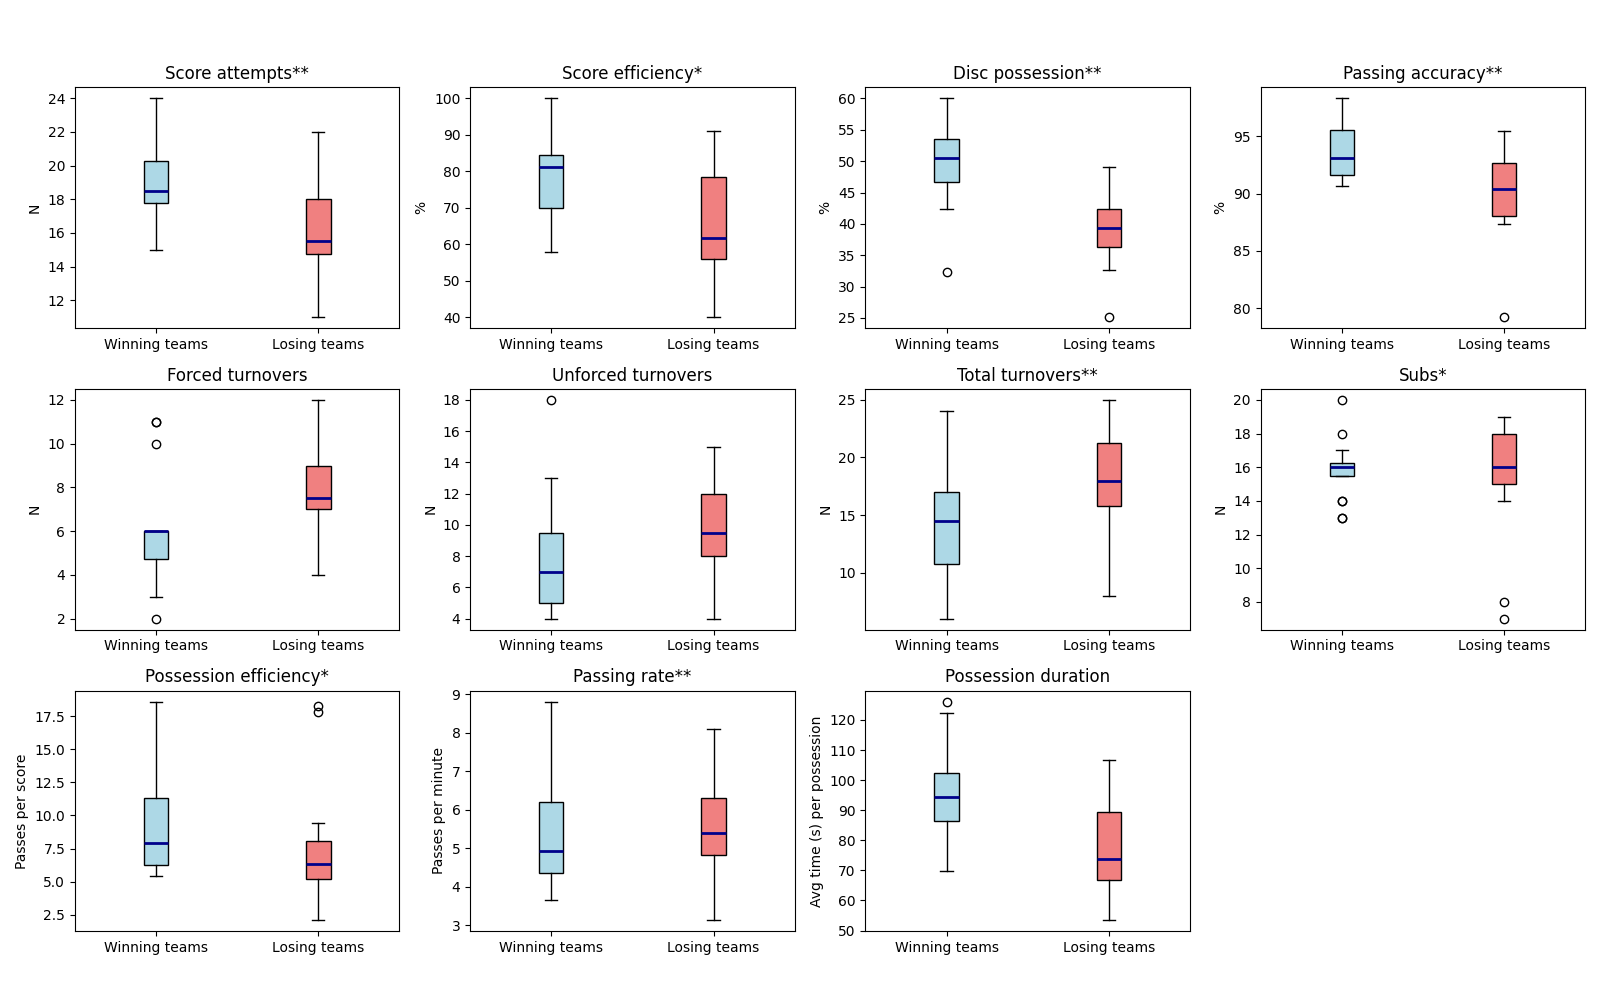 Score attempts**
N
24
22
20
18
16
14
12
Winning teams Losing teams
Score efficiency*
%
100
90
80
70
60
50
40
Winning teams Losing teams
Disc possession**
%
60
55
50
45
40
35
30
25
Winning teams Losing teams
Passing accuracy**
%
95
90
85
80
Winning teams Losing teams
Forced turnovers
N
12
10
8
6
4
2
Winning teams Losing teams
Unforced turnovers
N
18
16
14
12
10
8
6
4
Winning teams Losing teams
Total turnovers**
N
25
20
15
10
Winning teams Losing teams
Subs*
N
20
18
16
14
12
10
8
Winning teams Losing teams
Possession efficiency*
Passes per score
17.5
15.0
12.5
10.0
7.5
5.0
2.5
Winning teams Losing teams
Passing rate**
Passes per minute
9
8
7
6
5
4
3
Winning teams Losing teams
Possession duration
Avg time (s) per possession
120
110
100
90
80
70
60
50
Winning teams Losing teams